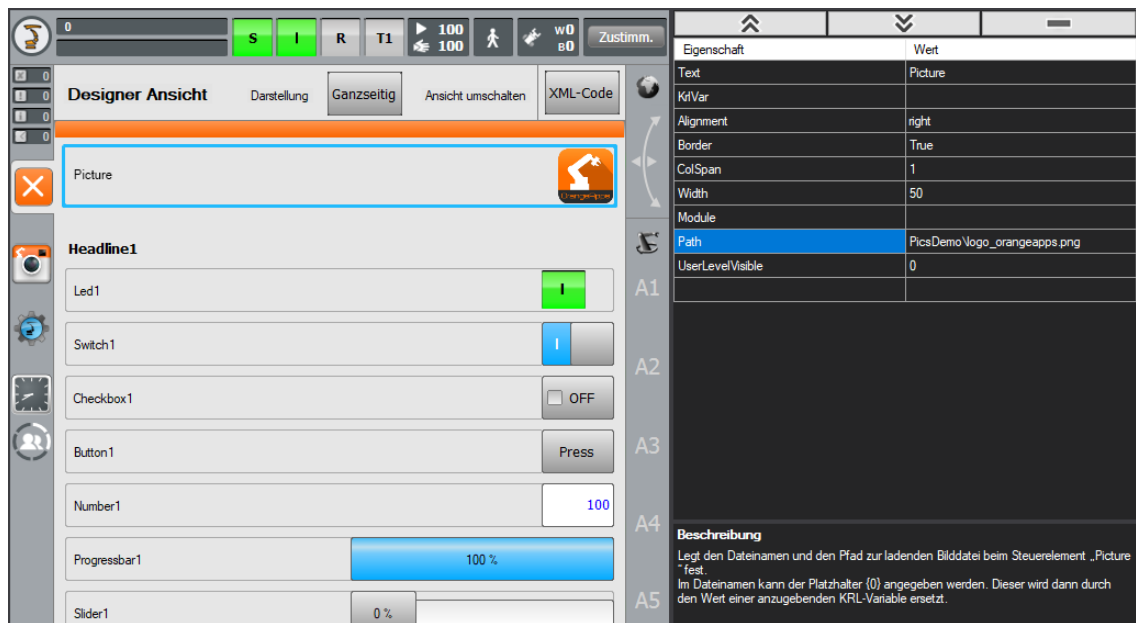 0
S I R T1 100 100 W0 B0 Zustimm.
0
0
0
0
Designer Ansicht Darstellung Ganzseitig Ansicht umschalten XML-Code
Picture
OrangeApps
Headline1
Led1 I
Switch1 I
Checkbox1 OFF
Button1 Press
Number1 100
Progressbar1 100 %
Slider1 0 %
A1
A2
A3
A4
A5
Eigenschaft Wert
Text Picture
KrlVar
Alignment right
Border True
ColSpan 1
Width 50
Module
Path PicsDemo\logo_orangeapps.png
UserLevelVisible 0
Beschreibung
Legt den Dateinamen und den Pfad zur ladenden Bilddatei beim Steuerelement „Picture
“fest.
Im Dateinamen kann der Platzhalter {0} angegeben werden. Dieser wird dann durch
den Wert einer anzugebenden KRL-Variable ersetzt.